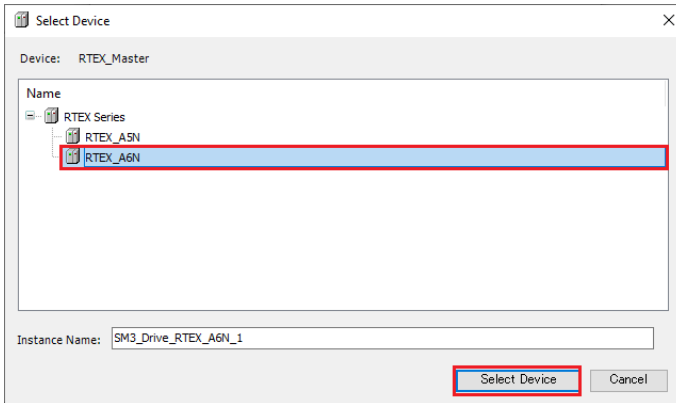 Select Device
Device: RTEX_Master
Name
RTEX Series
RTEX_A5N
RTEX_A6N
Instance Name: SM3_Drive_RTEX_A6N_1
Select Device Cancel